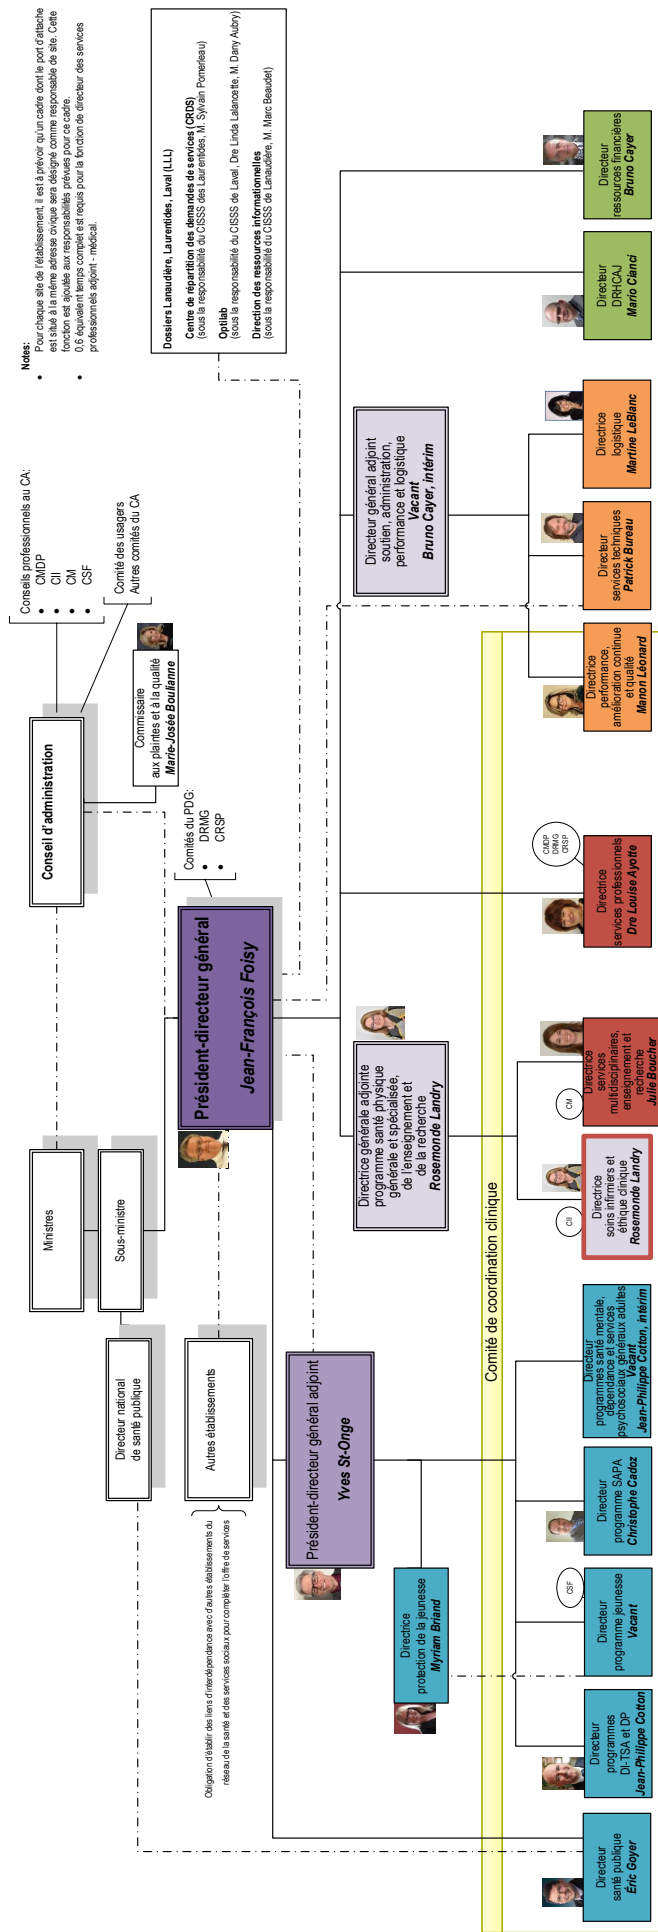 Notes:
• Pour chaque site de l'établissement, il est à prévoir qu'un cadre dont le port d'attache
est situé à la même adresse civique sera désigné comme responsable de site. Cette
fonction est ajoutée aux responsabilités prévues pour ce cadre.
• 0,6 équivalent temps complet est requis pour la fonction de directeur des services
professionnels adjoint - médical.
Ministres
Conseil d'administration
Conseils professionnels au CA:
• CMDP
• CII
• CM
• CSF
Comité des usagers
Autres comités du CA
Sous-ministre
Commissaire
aux plaintes et à la qualité
Marie-Josée Boulianne
Directeur national
de santé publique
Dossiers Lanaudière, Laurentides, Laval (LLL)
Centre de répartition des demandes de services (CRDS)
(sous la responsabilité du CISSS des Laurentides, M. Sylvain Pomerleau)
Optilab
(sous la responsabilité du CISSS de Laval, Dre Linda Lalancette, M. Dany Aubry)
Direction des ressources informationnelles
(sous la responsabilité du CISSS de Lanaudière, M. Marc Beaudet)
Obligation d'établir des liens d'interdépendance avec d'autres établissements du
réseau de la santé et des services sociaux pour compléter l'offre de services
Autres établissements
Président-directeur général
Jean-François Foisy
Comités du PDG:
• DRMG
• CRSP
Président-directeur général adjoint
Yves St-Onge
Directrice générale adjointe
programme santé physique
générale et spécialisée,
de l'enseignement et
de la recherche
Rosemonde Landry
Directeur général adjoint
soutien, administration,
performance et logistique
Vacant
Bruno Cayer, intérim
Directrice
protection de la jeunesse
Myriam Briand
Comité de coordination clinique
CSF
CII
CM
CMDP
DRMG
CRSP
Directeur
santé publique
Éric Goyer
Directeur
programmes
DI-TSA et DP
Jean-Philippe Cotton
Directeur
programme jeunesse
Vacant
Directeur
programme SAPA
Christophe Cadoz
Directeur
programmes santé mentale,
dépendance et services
psychosociaux généraux adultes
Vacant
Jean-Philippe Cotton, intérim
Directrice
soins infirmiers et
éthique clinique
Rosemonde Landry
Directrice
services
multidisciplinaires,
enseignement et
recherche
Julie Boucher
Directrice
services professionnels
Dre Louise Ayotte
Directrice
performance,
amélioration continue
et qualité
Manon Léonard
Directeur
services techniques
Patrick Bureau
Directrice
logistique
Martine LeBlanc
Directeur
DRHCAJ
Mario Cianci
Directeur
ressources financières
Bruno Cayer